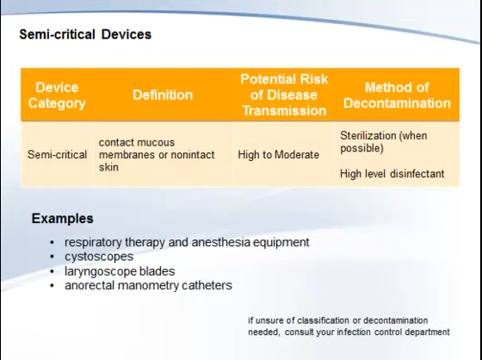 Semi-critical Devices
Device Category
Definition
Potential Risk of Disease Transmission
Method of Decontamination
Semi-critical
contact mucous
membranes or nonintact
skin
High to Moderate
Sterilization (when
possible)
High level disinfectant
Examples
• respiratory therapy and anesthesia equipment
• cystoscopes
• laryngoscope blades
• anorectal manometry catheters
if unsure of classification or decontamination
needed, consult your infection control department